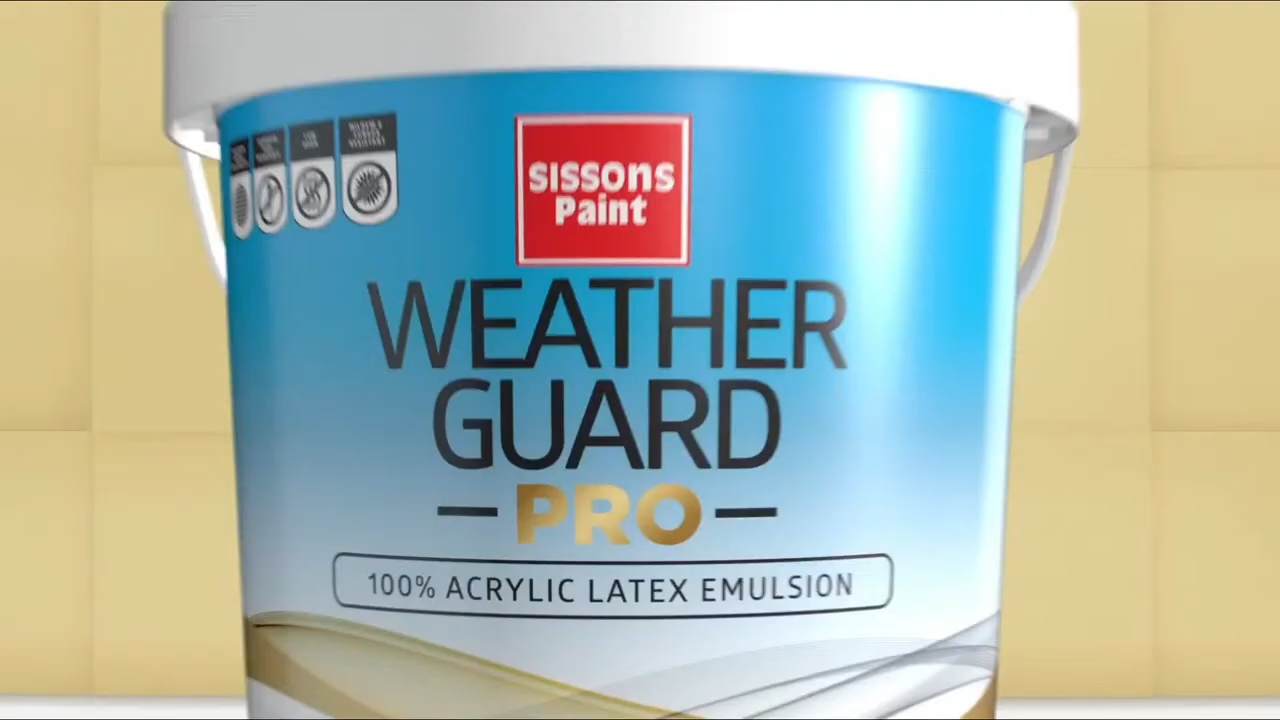 SISSONS
Paint
WEATHER
GUARD
PRO
100% ACRYLIC LATEX EMULSION